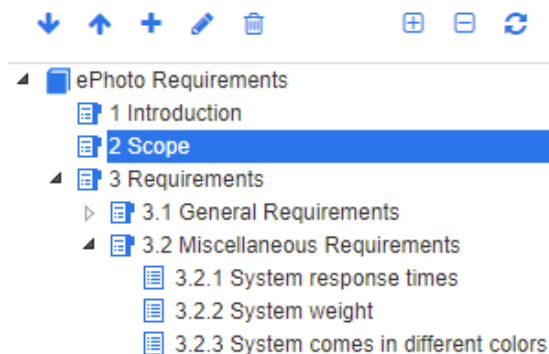 ePhoto Requirements
1 Introduction
2 Scope
3 Requirements
3.1 General Requirements
3.2 Miscellaneous Requirements
3.2.1 System response times
3.2.2 System weight
3.2.3 System comes in different colors